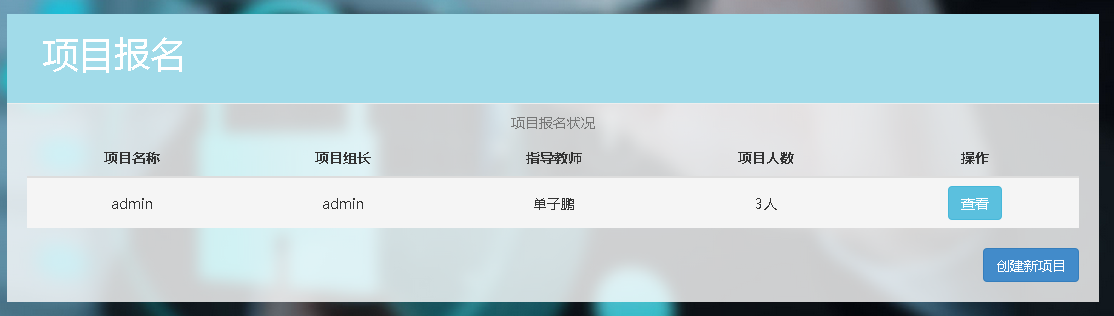 项目报名
项目报名状况
项目名称 项目组长 指导教师 项目人数 操作
admin admin 单子鹏 3人 查看
创建新项目